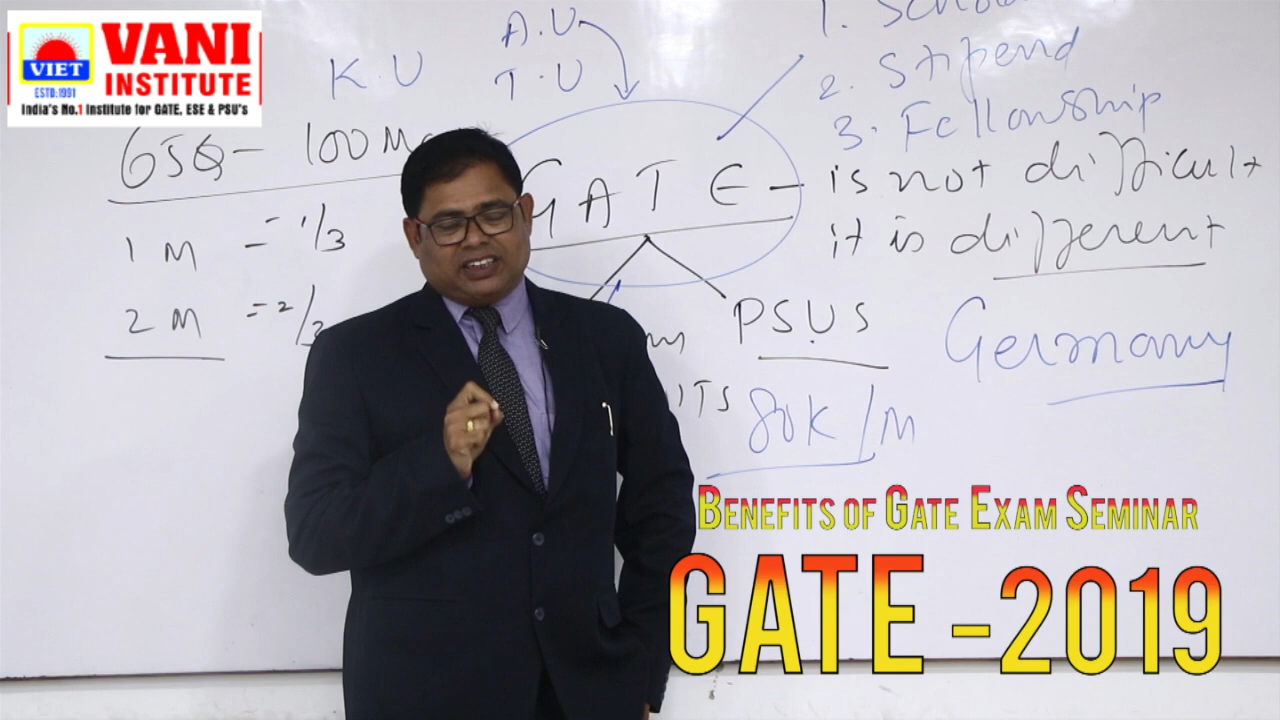 VIET
ESTD:1991
VANI
INSTITUTE
India's No.1 Institute for GATE, ESE & PSU's
K.U
A.U
T.U
1.
2. Stipend
3. Fellowship
65Q - 100 M
1 M = 1/3
2 M = 2/3
GATE - is not difficult
it is different
PSUS
ITS
80K/M
Germany
BENEFITS OF GATE EXAM SEMINAR
GATE - 2019